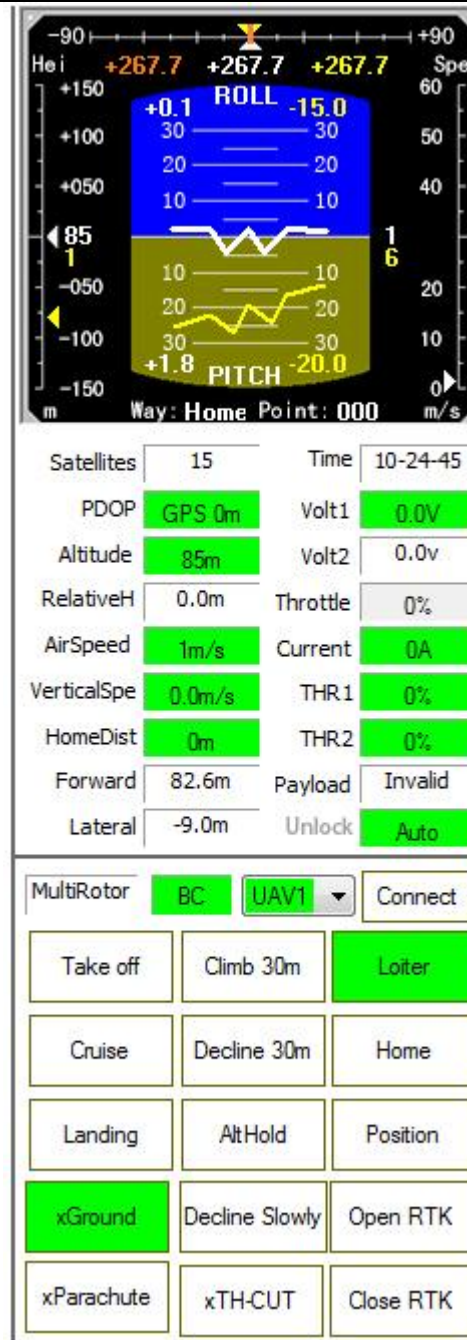 -90 +90
Hei +267.7 +267.7 +267.7 Spe
+150 60
+0.1 ROLL -15.0
30 30
+100 50
20 20
+050 40
10 10
85 1
1 6
10 10
-050 20
20 20
-100 30 30 10
+1.8 PITCH -20.0
-150 0
m Way: Home Point: 000 m/s
Satellites 15 Time 10-24-45
PDOP GPS 0m Volt1 0.0V
Altitude 85m Volt2 0.0v
RelativeH 0.0m Throttle 0%
AirSpeed 1m/s Current 0A
VerticalSpe 0.0m/s THR1 0%
HomeDist 0m THR2 0%
Forward 82.6m Payload Invalid
Lateral -9.0m Unlock Auto
MultiRotor BC UAV1 Connect
Take off Climb 30m Loiter
Cruise Decline 30m Home
Landing AltHold Position
xGround Decline Slowly Open RTK
xParachute xTH-CUT Close RTK